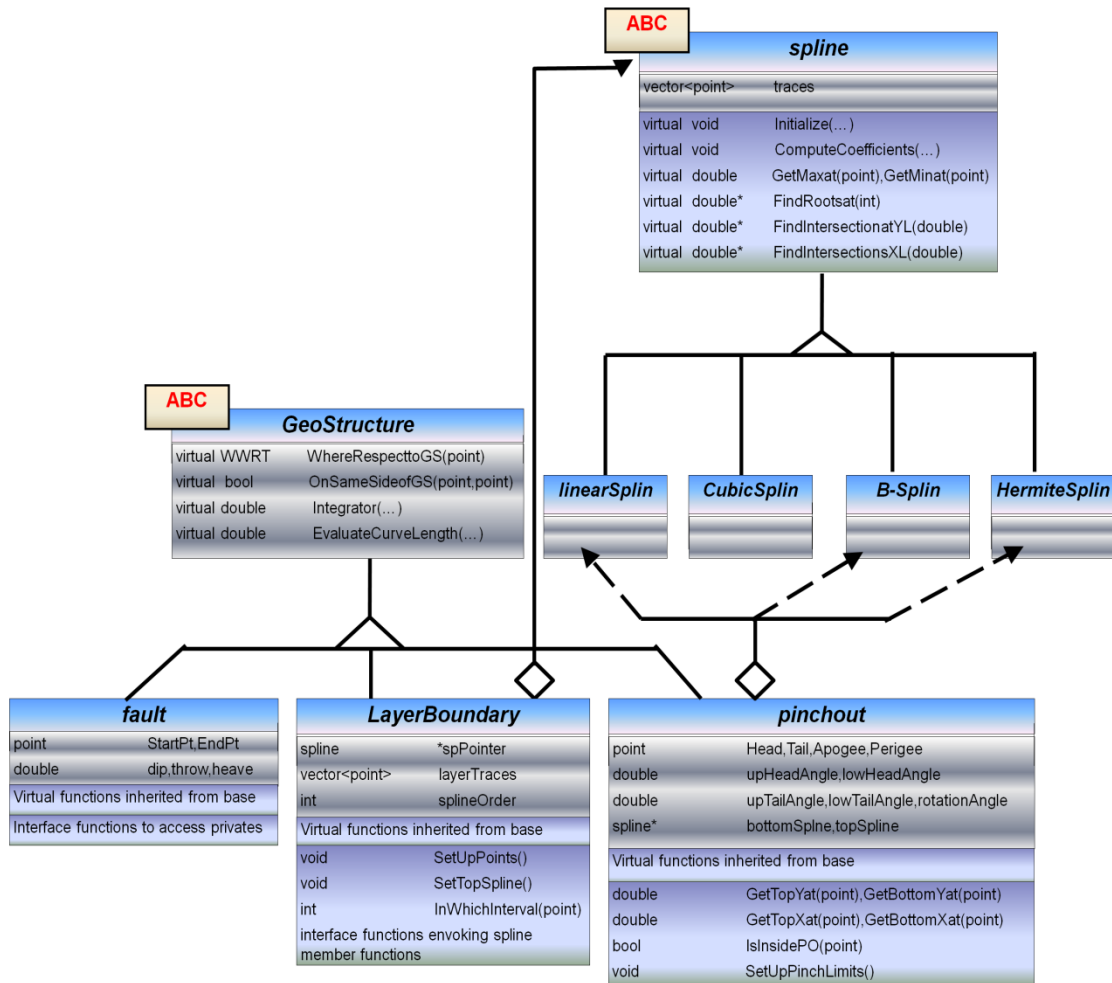 ABC
spline
vector<point> traces
virtual void Initialize(...)
virtual void ComputeCoefficients(...)
virtual double GetMaxat(point),GetMinat(point)
virtual double* FindRootsat(int)
virtual double* FindIntersectionatYL(double)
virtual double* FindIntersectionsXL(double)
ABC
GeoStructure
virtual WWRT WhereRespecttoGS(point)
virtual bool OnSameSideofGS(point,point)
virtual double Integrator(...)
virtual double EvaluateCurveLength(...)
linearSplin
CubicSplin
B-Splin
HermiteSplin
fault
point StartPt,EndPt
double dip,throw,heave
Virtual functions inherited from base
Interface functions to access privates
LayerBoundary
spline *spPointer
vector<point> layerTraces
int splineOrder
Virtual functions inherited from base
void SetUpPoints()
void SetTopSpline()
int InWhichInterval(point)
interface functions envoking spline
member functions
pinchout
point Head,Tail,Apogee,Perigee
double upHeadAngle,lowHeadAngle
double upTailAngle,lowTailAngle,rotationAngle
spline* bottomSplne,topSpline
Virtual functions inherited from base
double GetTopYat(point),GetBottomYat(point)
double GetTopXat(point),GetBottomXat(point)
bool IsInsidePO(point)
void SetUpPinchLimits()